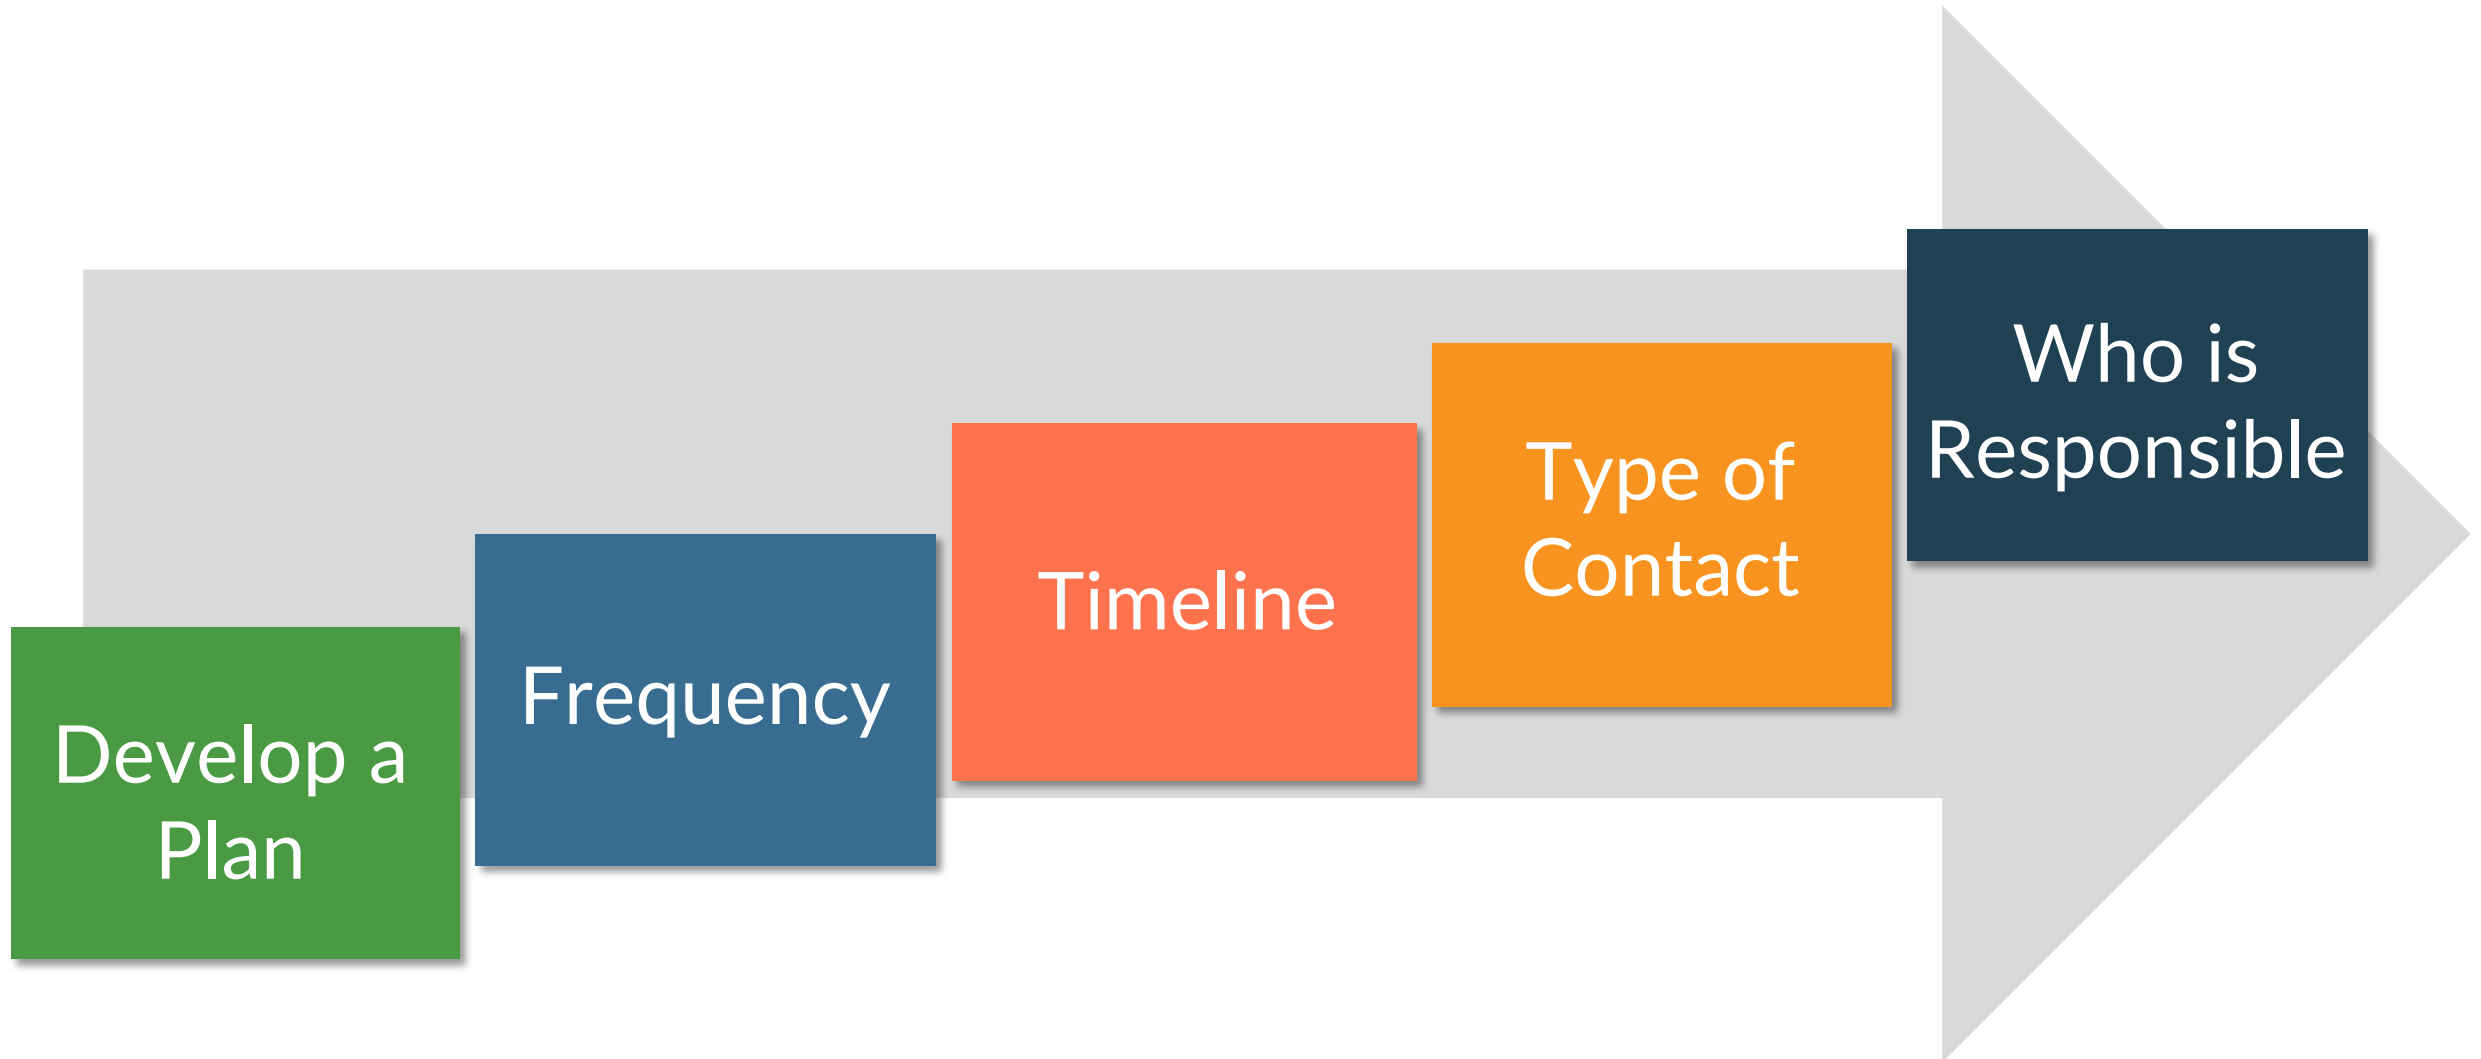 Develop a
Plan
Frequency
Timeline
Type of
Contact
Who is
Responsible